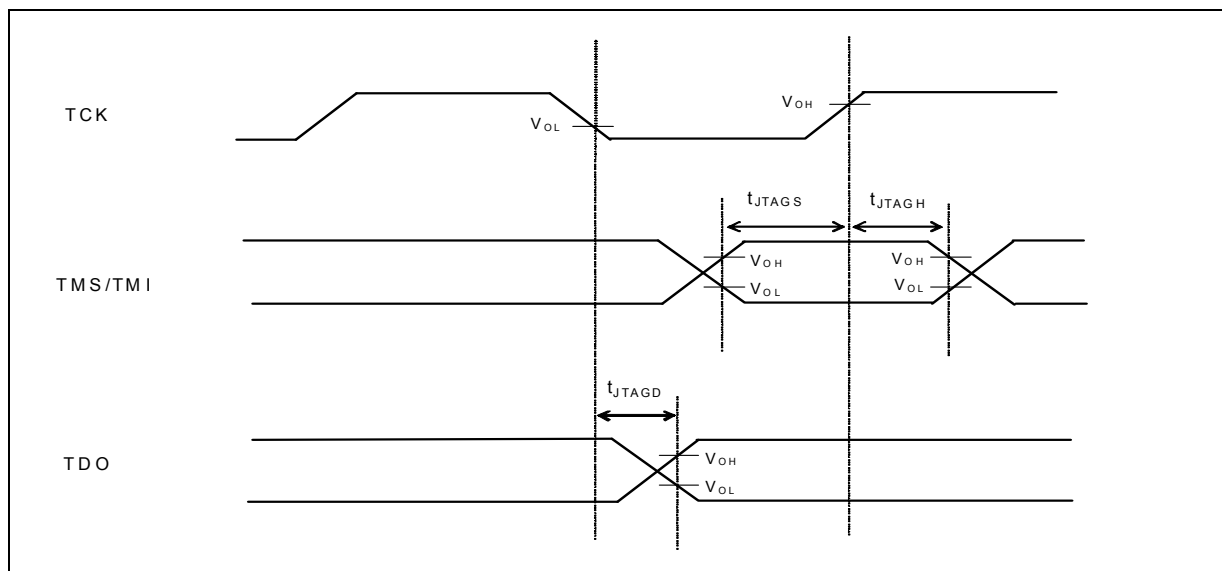 TCK
VOL
VOH
tJTAGS
tJTAGH
TMS/TMI
VOH
VOL
VOH
VOL
tJTAGD
TDO
VOH
VOL